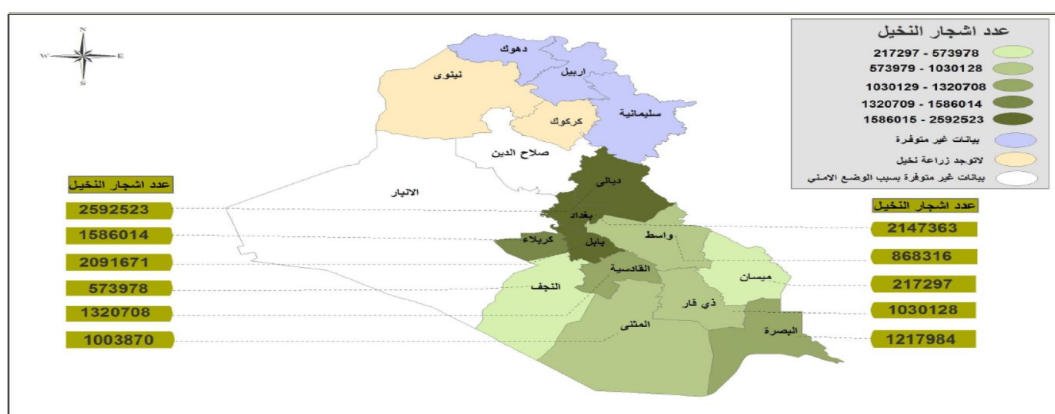 N
W
E
S
عدد اشجار النخيل
217297 - 573978
573979 - 1030128
1030129 - 1320708
1320709 - 1586014
1586015 - 2592523
بيانات غير متوفرة
لاتوجد زراعة نخيل
بيانات غير متوفرة بسبب الوضع الامني
دهوك
نينوى
اربيل
كركوك
سليمانية
صلاح الدين
الانبار
ديالى
بغداد
كربلاء
بابل
واسط
النجف
القادسية
ميسان
ذي قار
المثنى
البصرة
عدد اشجار النخيل
2147363
868316
217297
1030128
1217984
عدد اشجار النخيل
2592523
1586014
2091671
573978
1320708
1003870